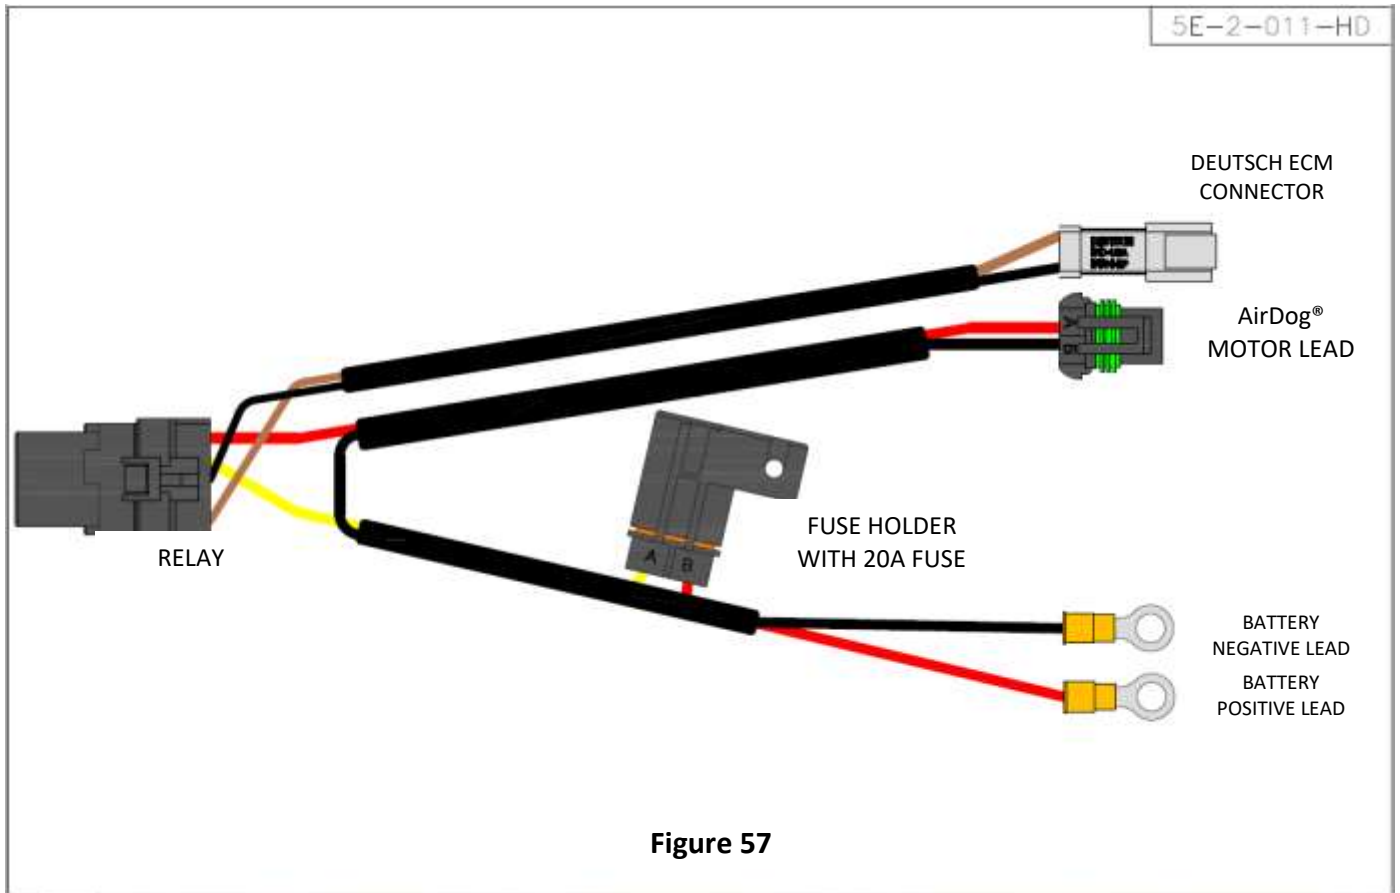 5E-2-011-HD
DEUTSCH ECM
CONNECTOR
AirDog®
MOTOR LEAD
A
B
FUSE HOLDER
WITH 20A FUSE
A
B
RELAY
BATTERY
NEGATIVE LEAD
BATTERY
POSITIVE LEAD
Figure 57